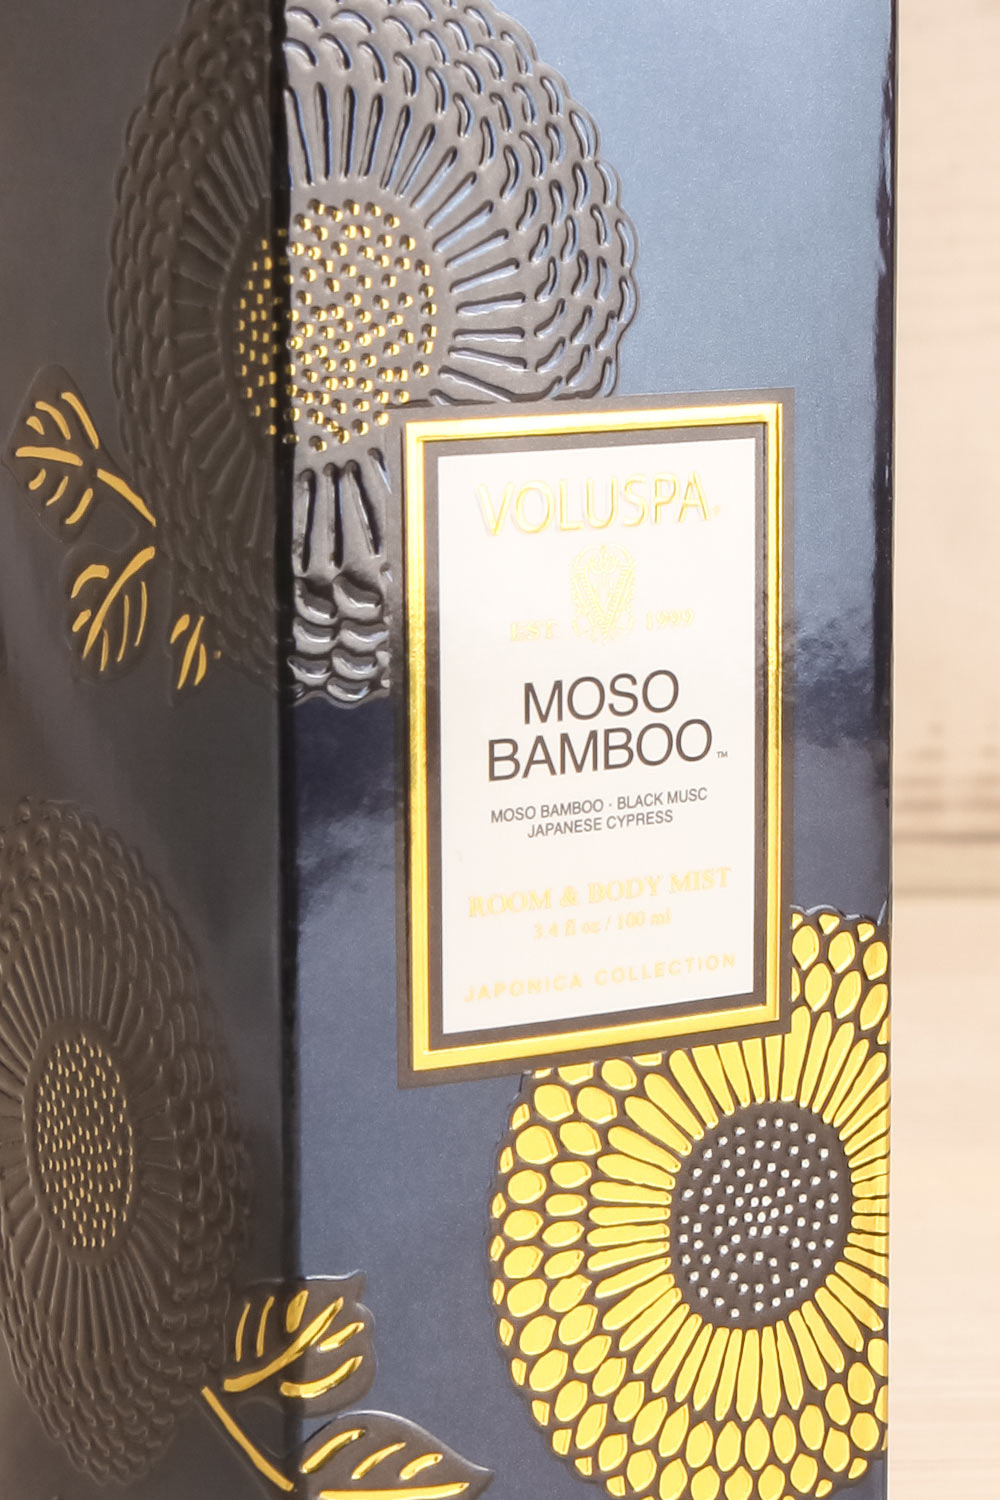 VOLUSPA
EST. 1999
MOSO
BAMBOO™
MOSO BAMBOO · BLACK MUSC
JAPANESE CYPRESS
ROOM & BODY MIST
3.4 fl oz / 100 ml
JAPONICA COLLECTION